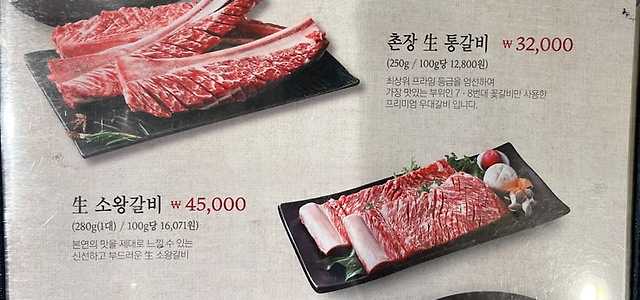 촌장 生 통갈비 ₩ 32,000
(250g / 100g당 12,800원)
최상위 프라임 등급을 엄선하여
가장 맛있는 부위인 7 · 8번대 꽃갈비만 사용한
프리미엄 우대갈비 입니다.
生 소왕갈비 ₩ 45,000
(280g(1대) / 100g당 16,071원)
본연의 맛을 제대로 느낄 수 있는
신선하고 부드러운 生 소왕갈비